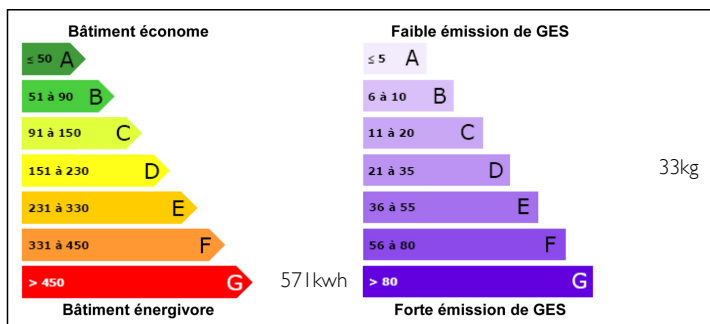 Bâtiment économe
≤ 50 A
51 à 90 B
91 à 150 C
151 à 230 D
231 à 330 E
331 à 450 F
> 450 G
571kwh
Bâtiment énergivore
Faible émission de GES
≤ 5 A
6 à 10 B
11 à 20 C
21 à 35 D
33kg
36 à 55 E
56 à 80 F
> 80 G
Forte émission de GES